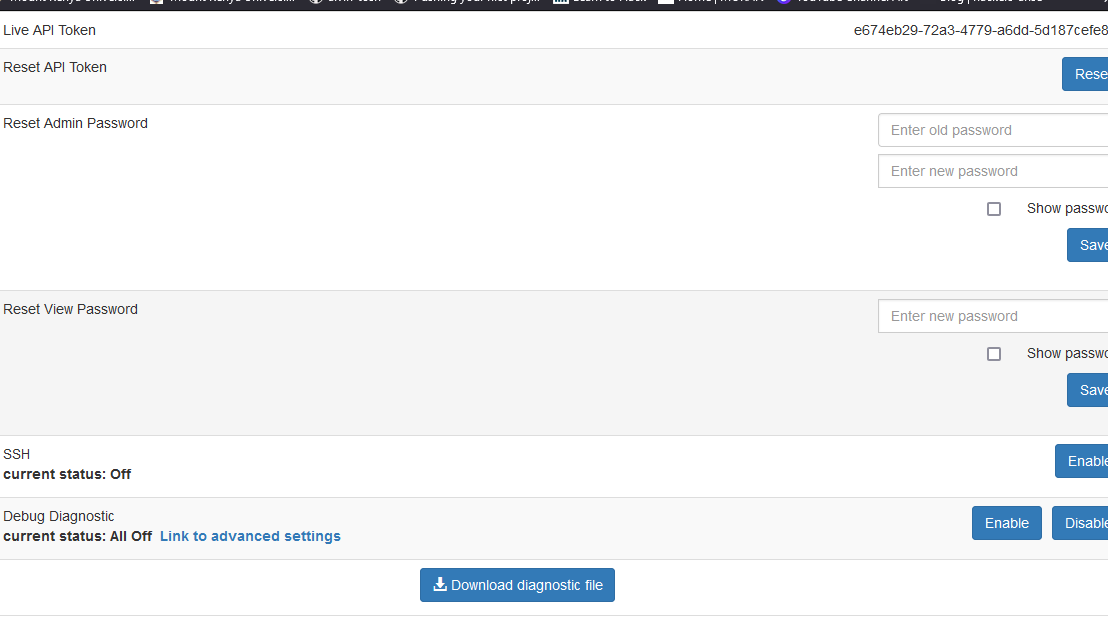 Live API Token e674eb29-72a3-4779-a6dd-5d187cefe8
Reset API Token
Rese
Reset Admin Password
Enter old password
Enter new password
Show passwo
Save
Reset View Password
Enter new password
Show passwo
Save
SSH
current status: Off
Enable
Debug Diagnostic
current status: All Off Link to advanced settings
Enable Disable
Download diagnostic file